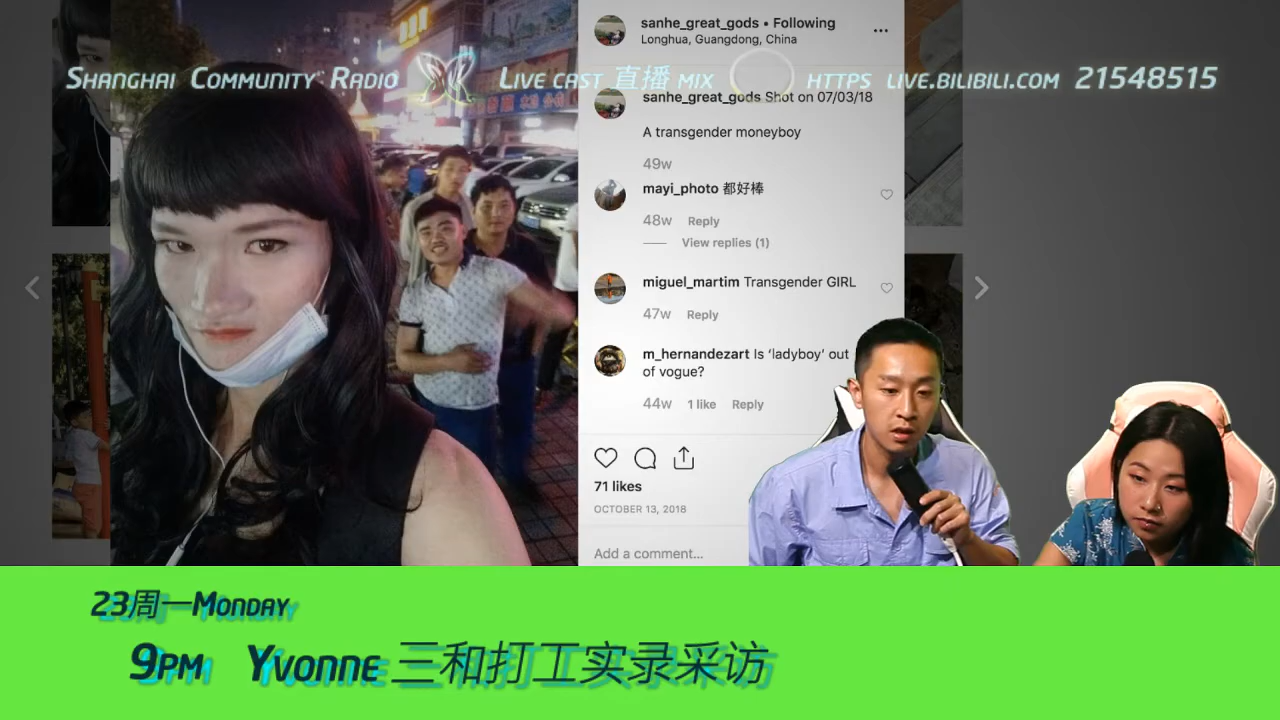 sanhe_great_gods • Following
Longhua, Guangdong, China
Shanghai Community Radio Live cast 直播 mix https live.bilibili.com 21548515
sanhe_great_gods Shot on 07/03/18
A transgender moneyboy
49w
mayi_photo 都好棒
48w Reply
View replies (1)
miguel_martim Transgender GIRL
47w Reply
m_hernandezart Is ‘ladyboy’ out
of vogue?
44w 1 like Reply
71 likes
OCTOBER 13, 2018
Add a comment...
23周一Monday
9PM Yvonne 三和打工实录采访